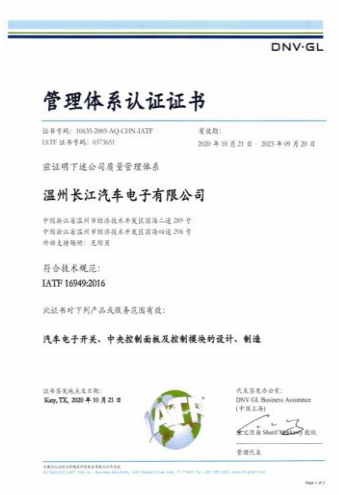 DNV·GL
管理体系认证证书
证书号码: 10635-2005-AQ-CHN-IATF
IATF 证书号码: 0373651
有效期:
2020 年 10 月 21 日 - 2023 年 09 月 20 日
兹证明下述公司质量管理体系
温州长江汽车电子有限公司
中国浙江省温州市经济技术开发区滨海二道 289 号
中国浙江省温州市经济技术开发区滨海四道 298 号
外部支持场所: 见附页
符合技术规范:
IATF 16949:2016
此证书对下列产品或服务范围有效:
汽车电子开关、中央控制面板及控制模块的设计、制造
证书签发地点及日期:
Katy, TX, 2020 年 10 月 21 日
IATF
代表签发办公室:
DNV GL Business Assurance
(中国上海)
管理代表
Page 1 of 2